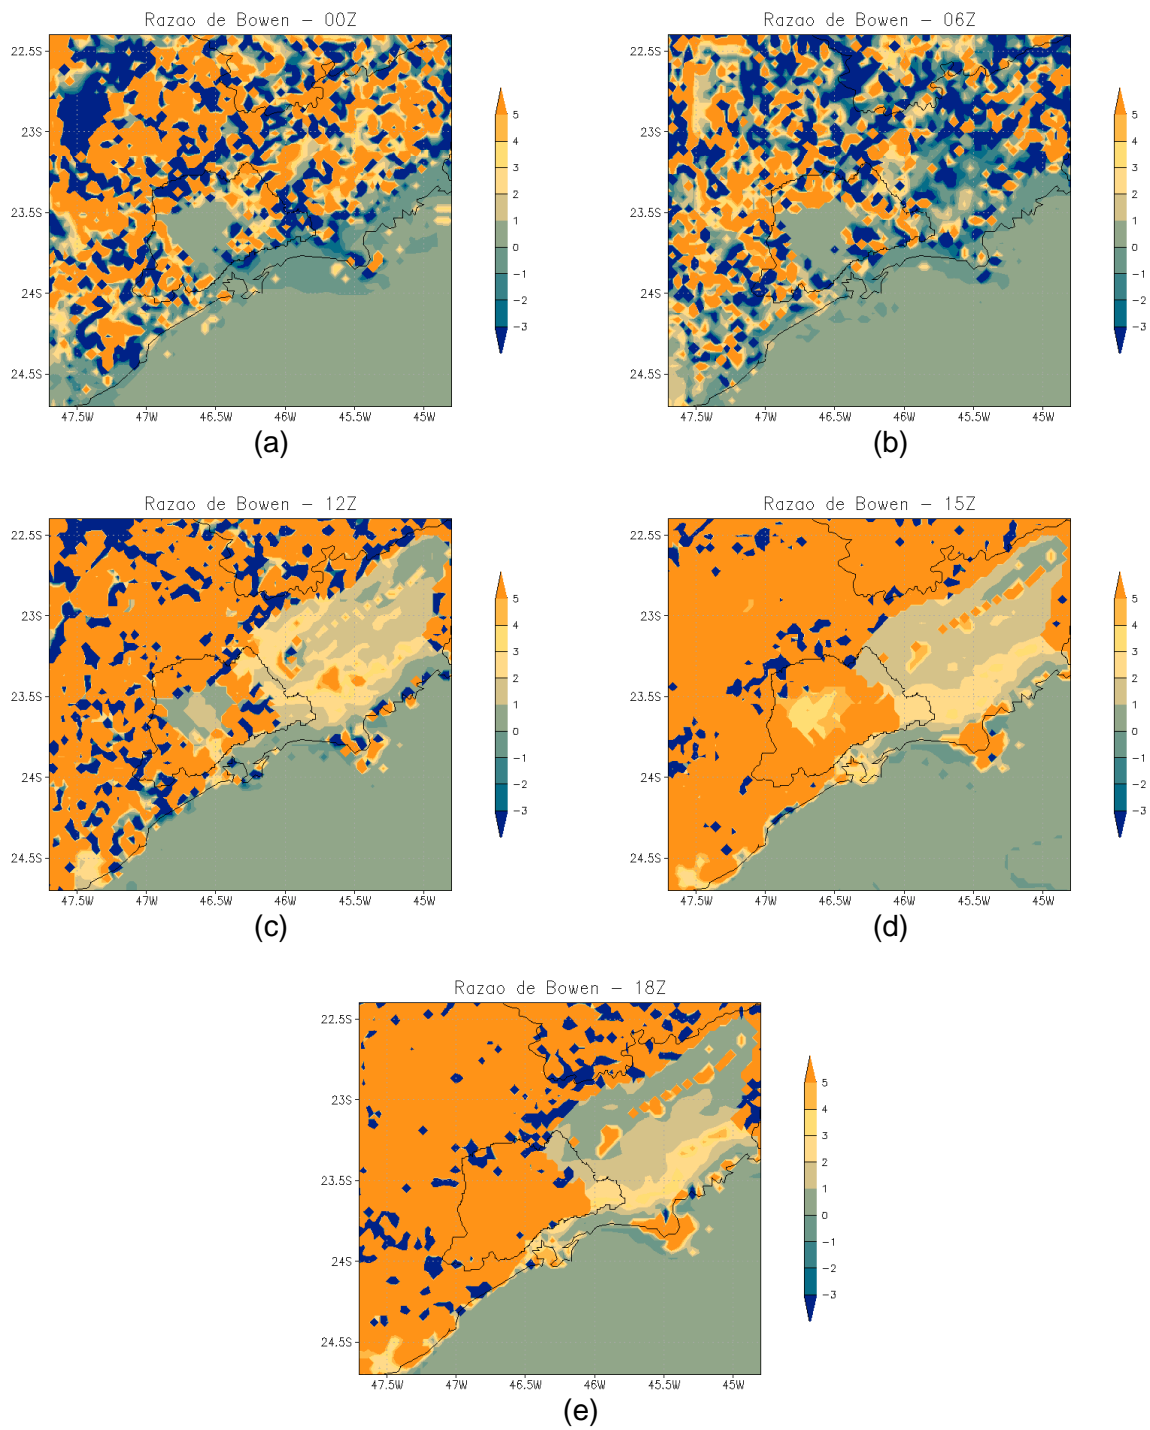 Razao de Bowen – 00Z
22.5S
23S
23.5S
24S
24.5S
47.5W 47W 46.5W 46W 45.5W 45W
5
4
3
2
1
0
−1
−2
−3
(a)
Razao de Bowen – 06Z
22.5S
23S
23.5S
24S
24.5S
47.5W 47W 46.5W 46W 45.5W 45W
5
4
3
2
1
0
−1
−2
−3
(b)
Razao de Bowen – 12Z
22.5S
23S
23.5S
24S
24.5S
47.5W 47W 46.5W 46W 45.5W 45W
5
4
3
2
1
0
−1
−2
−3
(c)
Razao de Bowen – 15Z
22.5S
23S
23.5S
24S
24.5S
47.5W 47W 46.5W 46W 45.5W 45W
5
4
3
2
1
0
−1
−2
−3
(d)
Razao de Bowen – 18Z
22.5S
23S
23.5S
24S
24.5S
47.5W 47W 46.5W 46W 45.5W 45W
5
4
3
2
1
0
−1
−2
−3
(e)